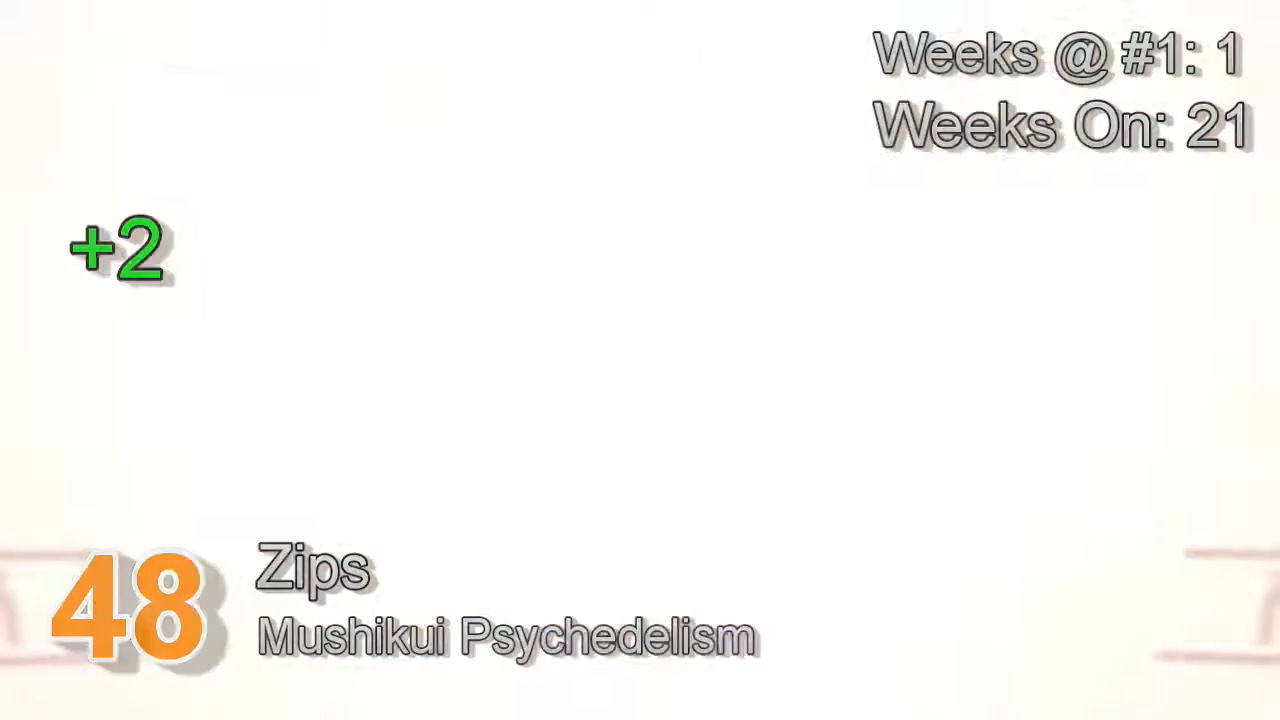 Weeks @ #1: 1
Weeks On: 21
+2
48
Zips
Mushikui Psychedelism